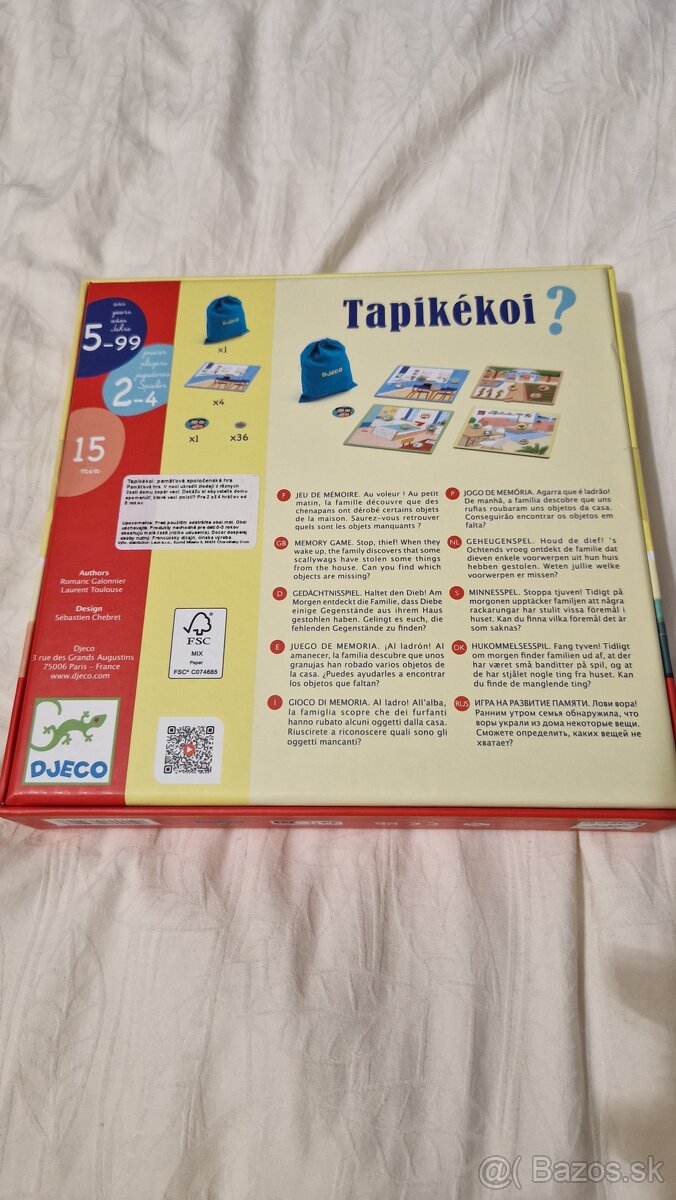 ans
years
años
Jahre
5-99
joueur
players
jugadores
Spieler
2-4
15
min
DJECO
x1
x4
x1
x36
Tapikékoi ?
DJECO
Tapikékoi: pamäťová spoločenská hra
F JEU DE MÉMOIRE. Au voleur ! Au petit
matin, la famille découvre que des
chenapans ont dérobé certains objets
de la maison. Saurez-vous retrouver
quels sont les objets manquants ?
GB MEMORY GAME. Stop, thief! When they
wake up, the family discovers that some
scallywags have stolen some things
from the house. Can you find which
objects are missing?
D GEDÄCHTNISSPIEL. Haltet den Dieb! Am
Morgen entdeckt die Familie, dass Diebe
einige Gegenstände aus ihrem Haus
gestohlen haben. Gelingt es euch, die
fehlenden Gegenstände zu finden?
E JUEGO DE MEMORIA. ¡Al ladrón! Al
amanecer, la familia descubre que unos
granujas han robado varios objetos de
la casa. ¿Puedes ayudarles a encontrar
los objetos que faltan?
I GIOCO DI MEMORIA. Al ladro! All'alba,
la famiglia scopre che dei furfanti
hanno rubato alcuni oggetti dalla casa.
Riuscirete a riconoscere quali sono gli
oggetti mancanti?
P JOGO DE MEMÓRIA. Agarra que é ladrão!
De manhã, a família descobre que uns
rufias roubaram uns objetos da casa.
Conseguirão encontrar os objetos em
falta?
NL GEHEUGENSPEL. Houd de dief! 's
Ochtends vroeg ontdekt de familie dat
dieven enkele voorwerpen uit hun huis
hebben gestolen. Weten jullie welke
voorwerpen er missen?
S MINNESSPEL. Stoppa tjuven! Tidigt på
morgonen upptäcker familjen att några
rackarungar har stulit vissa föremål i
huset. Kan du finna vilka föremål det är
som saknas?
DK HUKOMMELSESSPIL. Fang tyven! Tidligt
om morgen finder familien ud af, at der
har været små banditter på spil, og at
de har stjålet nogle ting fra huset. Kan
du finde de manglende ting?
RUS ИГРА НА РАЗВИТИЕ ПАМЯТИ. Лови вора!
Ранним утром семья обнаружила, что
воры украли из дома некоторые вещи.
Сможете определить, каких вещей не
хватает?
Authors
Romaric Galonnier
Laurent Toulouse
Design
Sébastien Chebret
Djeco
3 rue des Grands Augustins
75006 Paris – France
www.djeco.com
FSC
MIX
Paper
FSC® C074685
DJECO
@ Bazos.sk